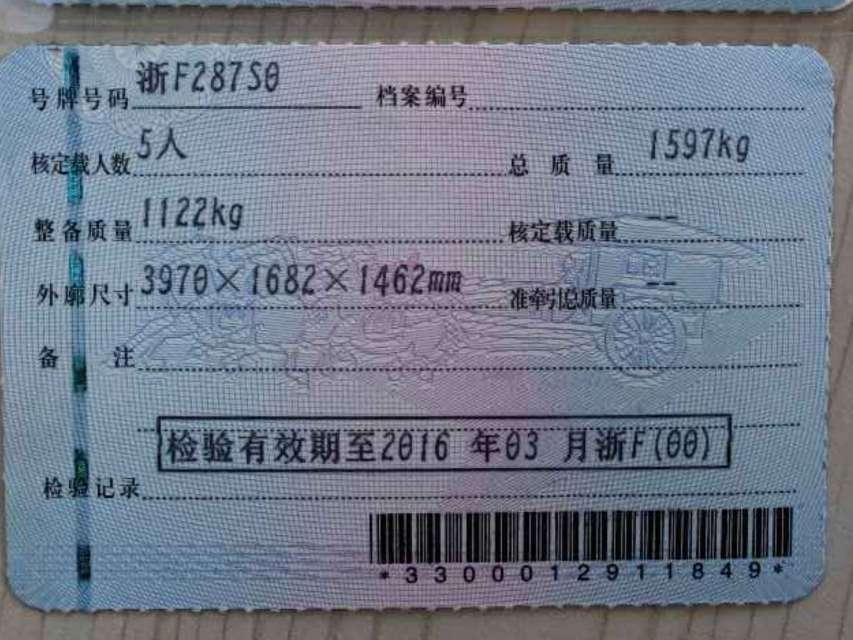 号牌号码 浙F287S0 档案编号
核定载人数 5人 总质量 1597kg
整备质量 1122kg 核定载质量 --
外廓尺寸 3970×1682×1462mm 准牵引总质量 --
备注
检验有效期至2016 年03 月浙F(00)
检验记录
*3300012911849*